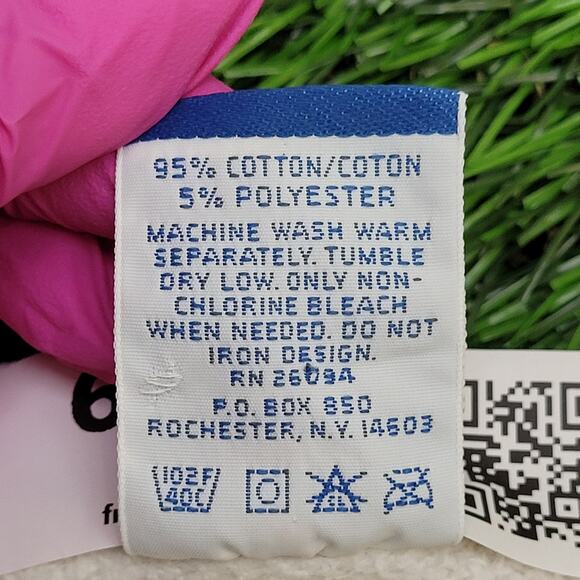 95% COTTON/COTON
5% POLYESTER
MACHINE WASH WARM
SEPARATELY. TUMBLE
DRY LOW. ONLY NON-
CHLORINE BLEACH
WHEN NEEDED. DO NOT
IRON DESIGN.
RN 26094
P.O. BOX 850
ROCHESTER, N.Y. 14603
102F
40C
6